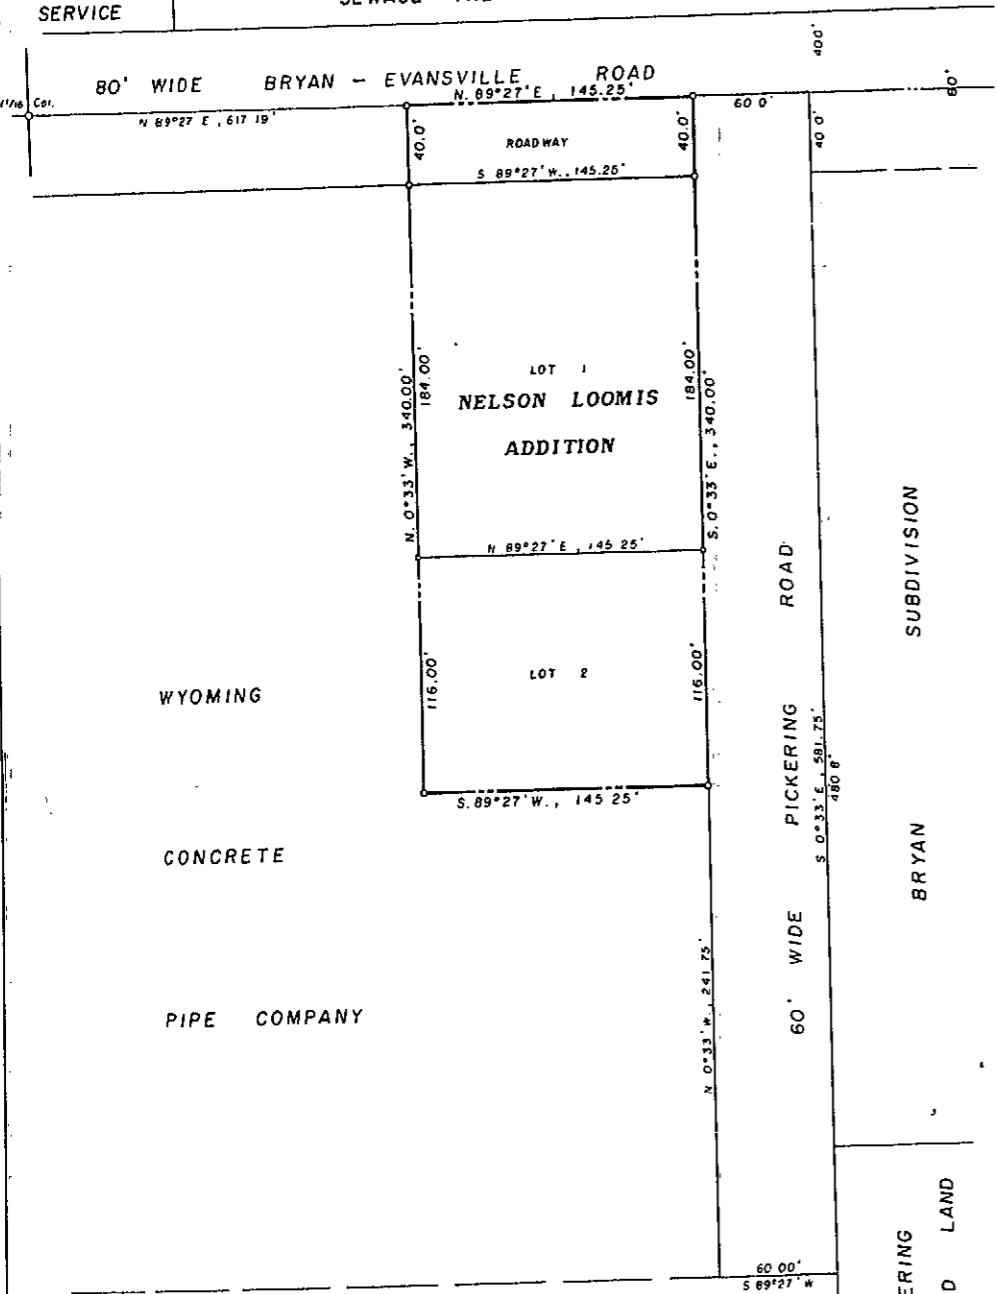 SERVICE
400'
60'
80' WIDE BRYAN - EVANSVILLE ROAD
N. 89°27'E, 145.25'
1/16 Cor.
N 89°27 E, 617 19'
60 0'
40.0'
40.0'
40 0'
ROADWAY
S 89°27'W., 145.25'
LOT 1
NELSON LOOMIS
ADDITION
N. 0°33'W., 340.00'
184.00'
184.00'
S. 0°33'E., 340.00'
N 89°27'E, 145 25'
LOT 2
116.00'
116.00'
S. 89°27'W., 145 25'
WYOMING
CONCRETE
PIPE COMPANY
N 0°33'W., 241 75'
60' WIDE PICKERING ROAD
S 0°33'E, 581.75'
480 8'
BRYAN SUBDIVISION
60 00'
S 89°27'W
ERING
LAND